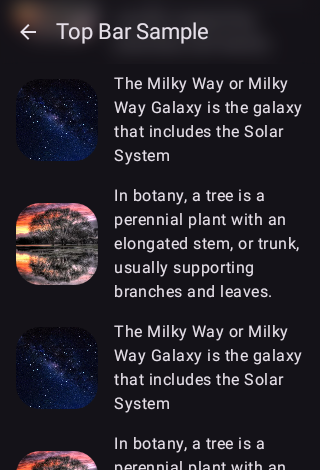 Top Bar Sample
The Milky Way or Milky
Way Galaxy is the galaxy
that includes the Solar
System
In botany, a tree is a
perennial plant with an
elongated stem, or trunk,
usually supporting
branches and leaves.
The Milky Way or Milky
Way Galaxy is the galaxy
that includes the Solar
System
In botany, a tree is a
perennial plant with an